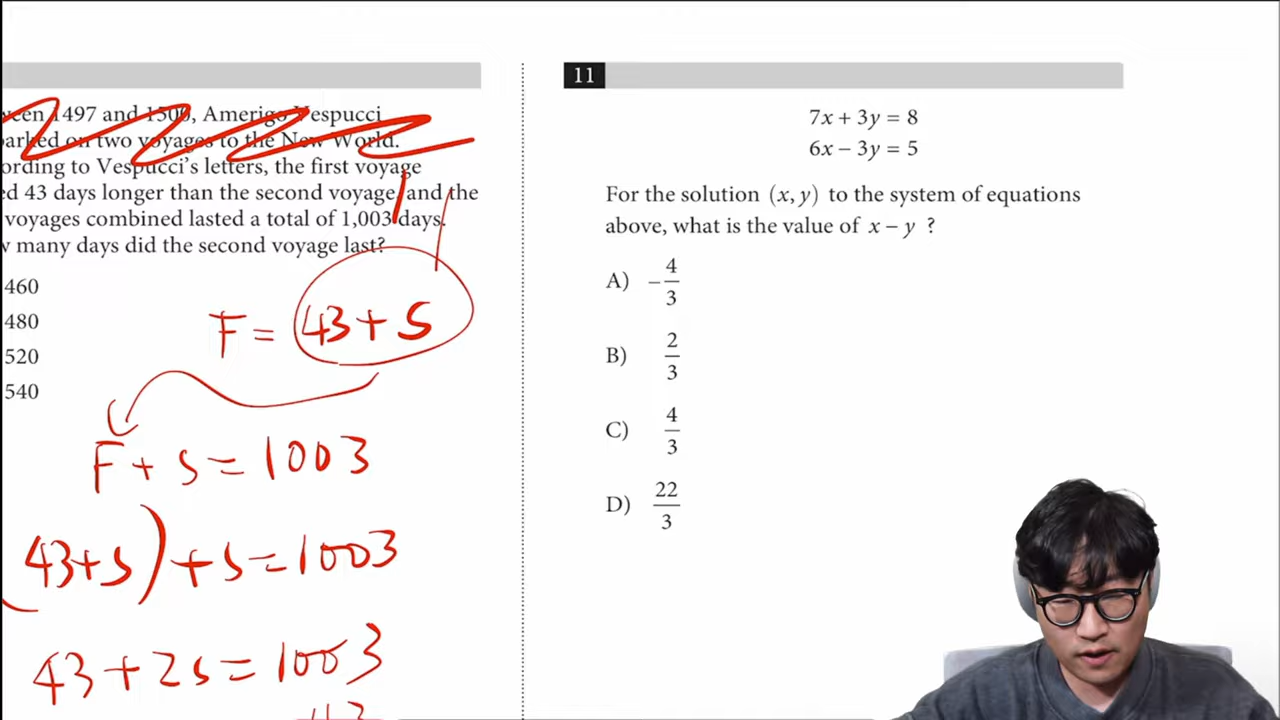 ween 1497 and 1500, Amerigo Vespucci
barked on two voyages to the New World.
ording to Vespucci's letters, the first voyage
ed 43 days longer than the second voyage, and the
voyages combined lasted a total of 1,003 days.
w many days did the second voyage last?
460
480
520
540
F = 43 + S
F + S = 1003
(43+S) + S = 1003
43 + 2S = 1003
11
7x + 3y = 8
6x − 3y = 5
For the solution (x, y) to the system of equations
above, what is the value of x − y ?
A) −4/3
B) 2/3
C) 4/3
D) 22/3